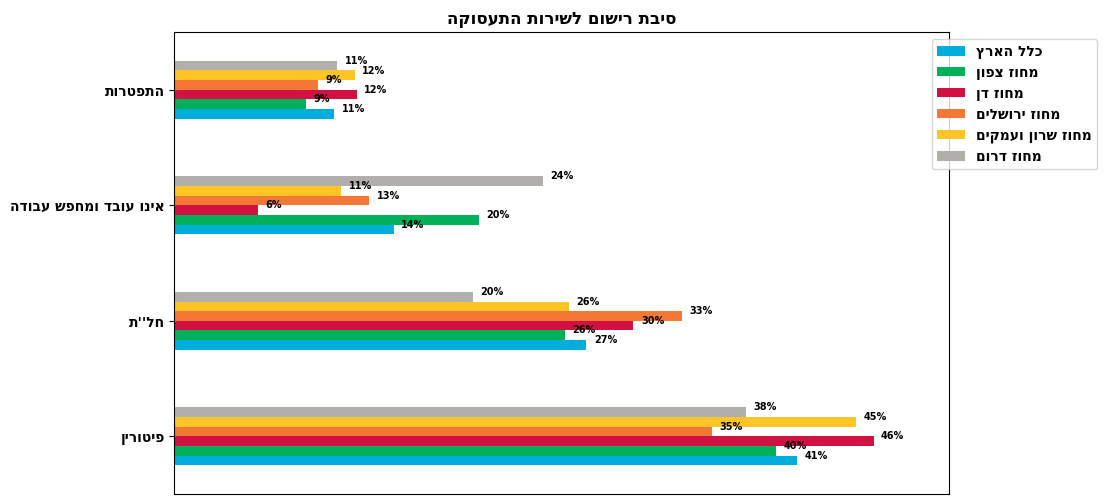 סיבת רישום לשירות התעסוקה
כלל הארץ
מחוז צפון
מחוז דן
מחוז ירושלים
מחוז שרון ועמקים
מחוז דרום
התפטרות
11%
12%
9%
12%
9%
11%
אינו עובד ומחפש עבודה
24%
11%
13%
6%
20%
14%
חל''ת
20%
26%
33%
30%
26%
27%
פיטורין
38%
45%
35%
46%
40%
41%